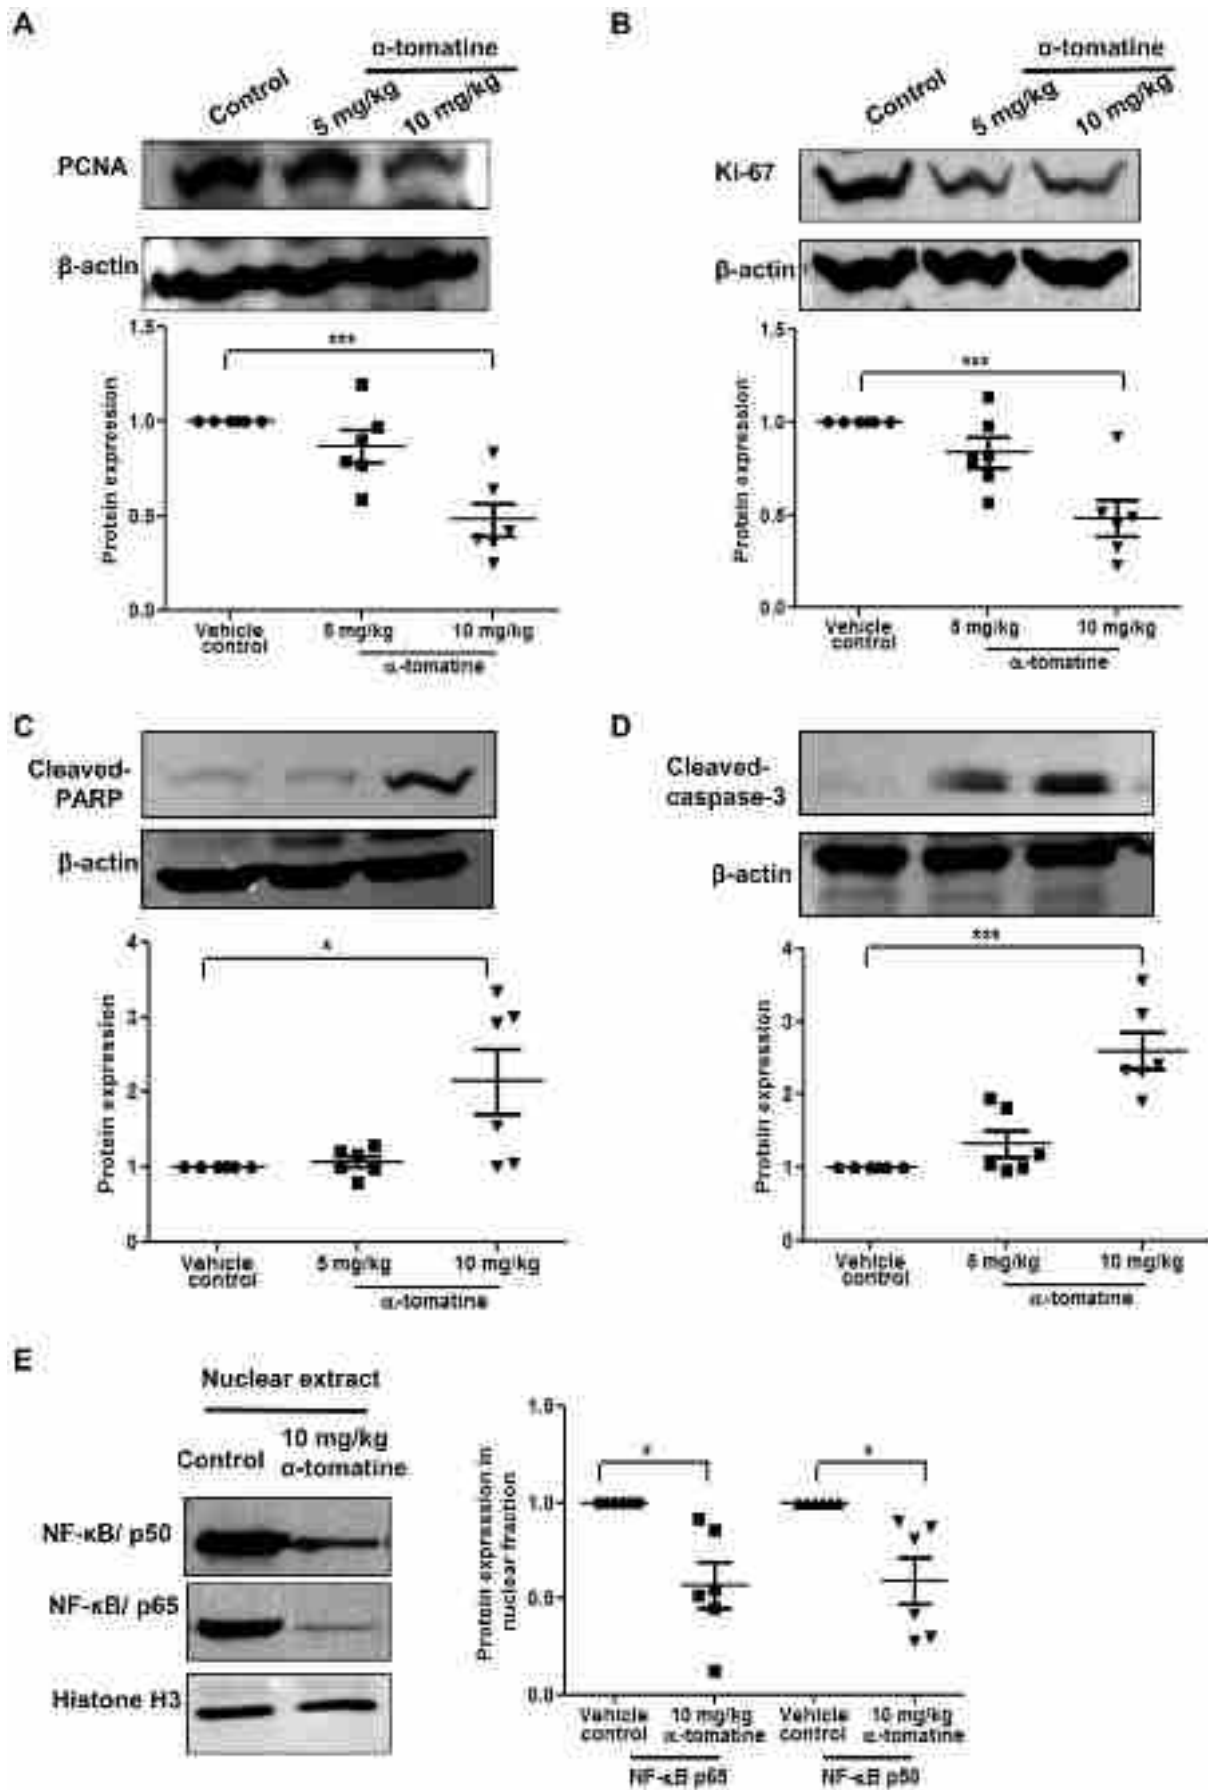 A
α-tomatine
Control
5 mg/kg
10 mg/kg
PCNA
β-actin
1.5
***
1.0
0.5
0.0
Protein expression
Vehicle control
5 mg/kg
10 mg/kg
α-tomatine
B
α-tomatine
5 mg/kg
10 mg/kg
Ki-67
β-actin
1.5
***
1.0
0.5
0.0
Protein expression
Vehicle control
5 mg/kg
10 mg/kg
α-tomatine
C
Cleaved-
PARP
β-actin
4
*
3
2
1
0
Protein expression
Vehicle control
5 mg/kg
10 mg/kg
α-tomatine
D
Cleaved-
caspase-3
β-actin
4
***
3
2
1
0
Protein expression
Vehicle control
5 mg/kg
10 mg/kg
α-tomatine
E
Nuclear extract
Control
10 mg/kg
α-tomatine
NF-κB/ p50
NF-κB/ p65
Histone H3
1.5
*
*
1.0
0.5
0.0
Protein expression in
nuclear fraction
Vehicle control
10 mg/kg α-tomatine
Vehicle control
10 mg/kg α-tomatine
NF-κB p65
NF-κB p50